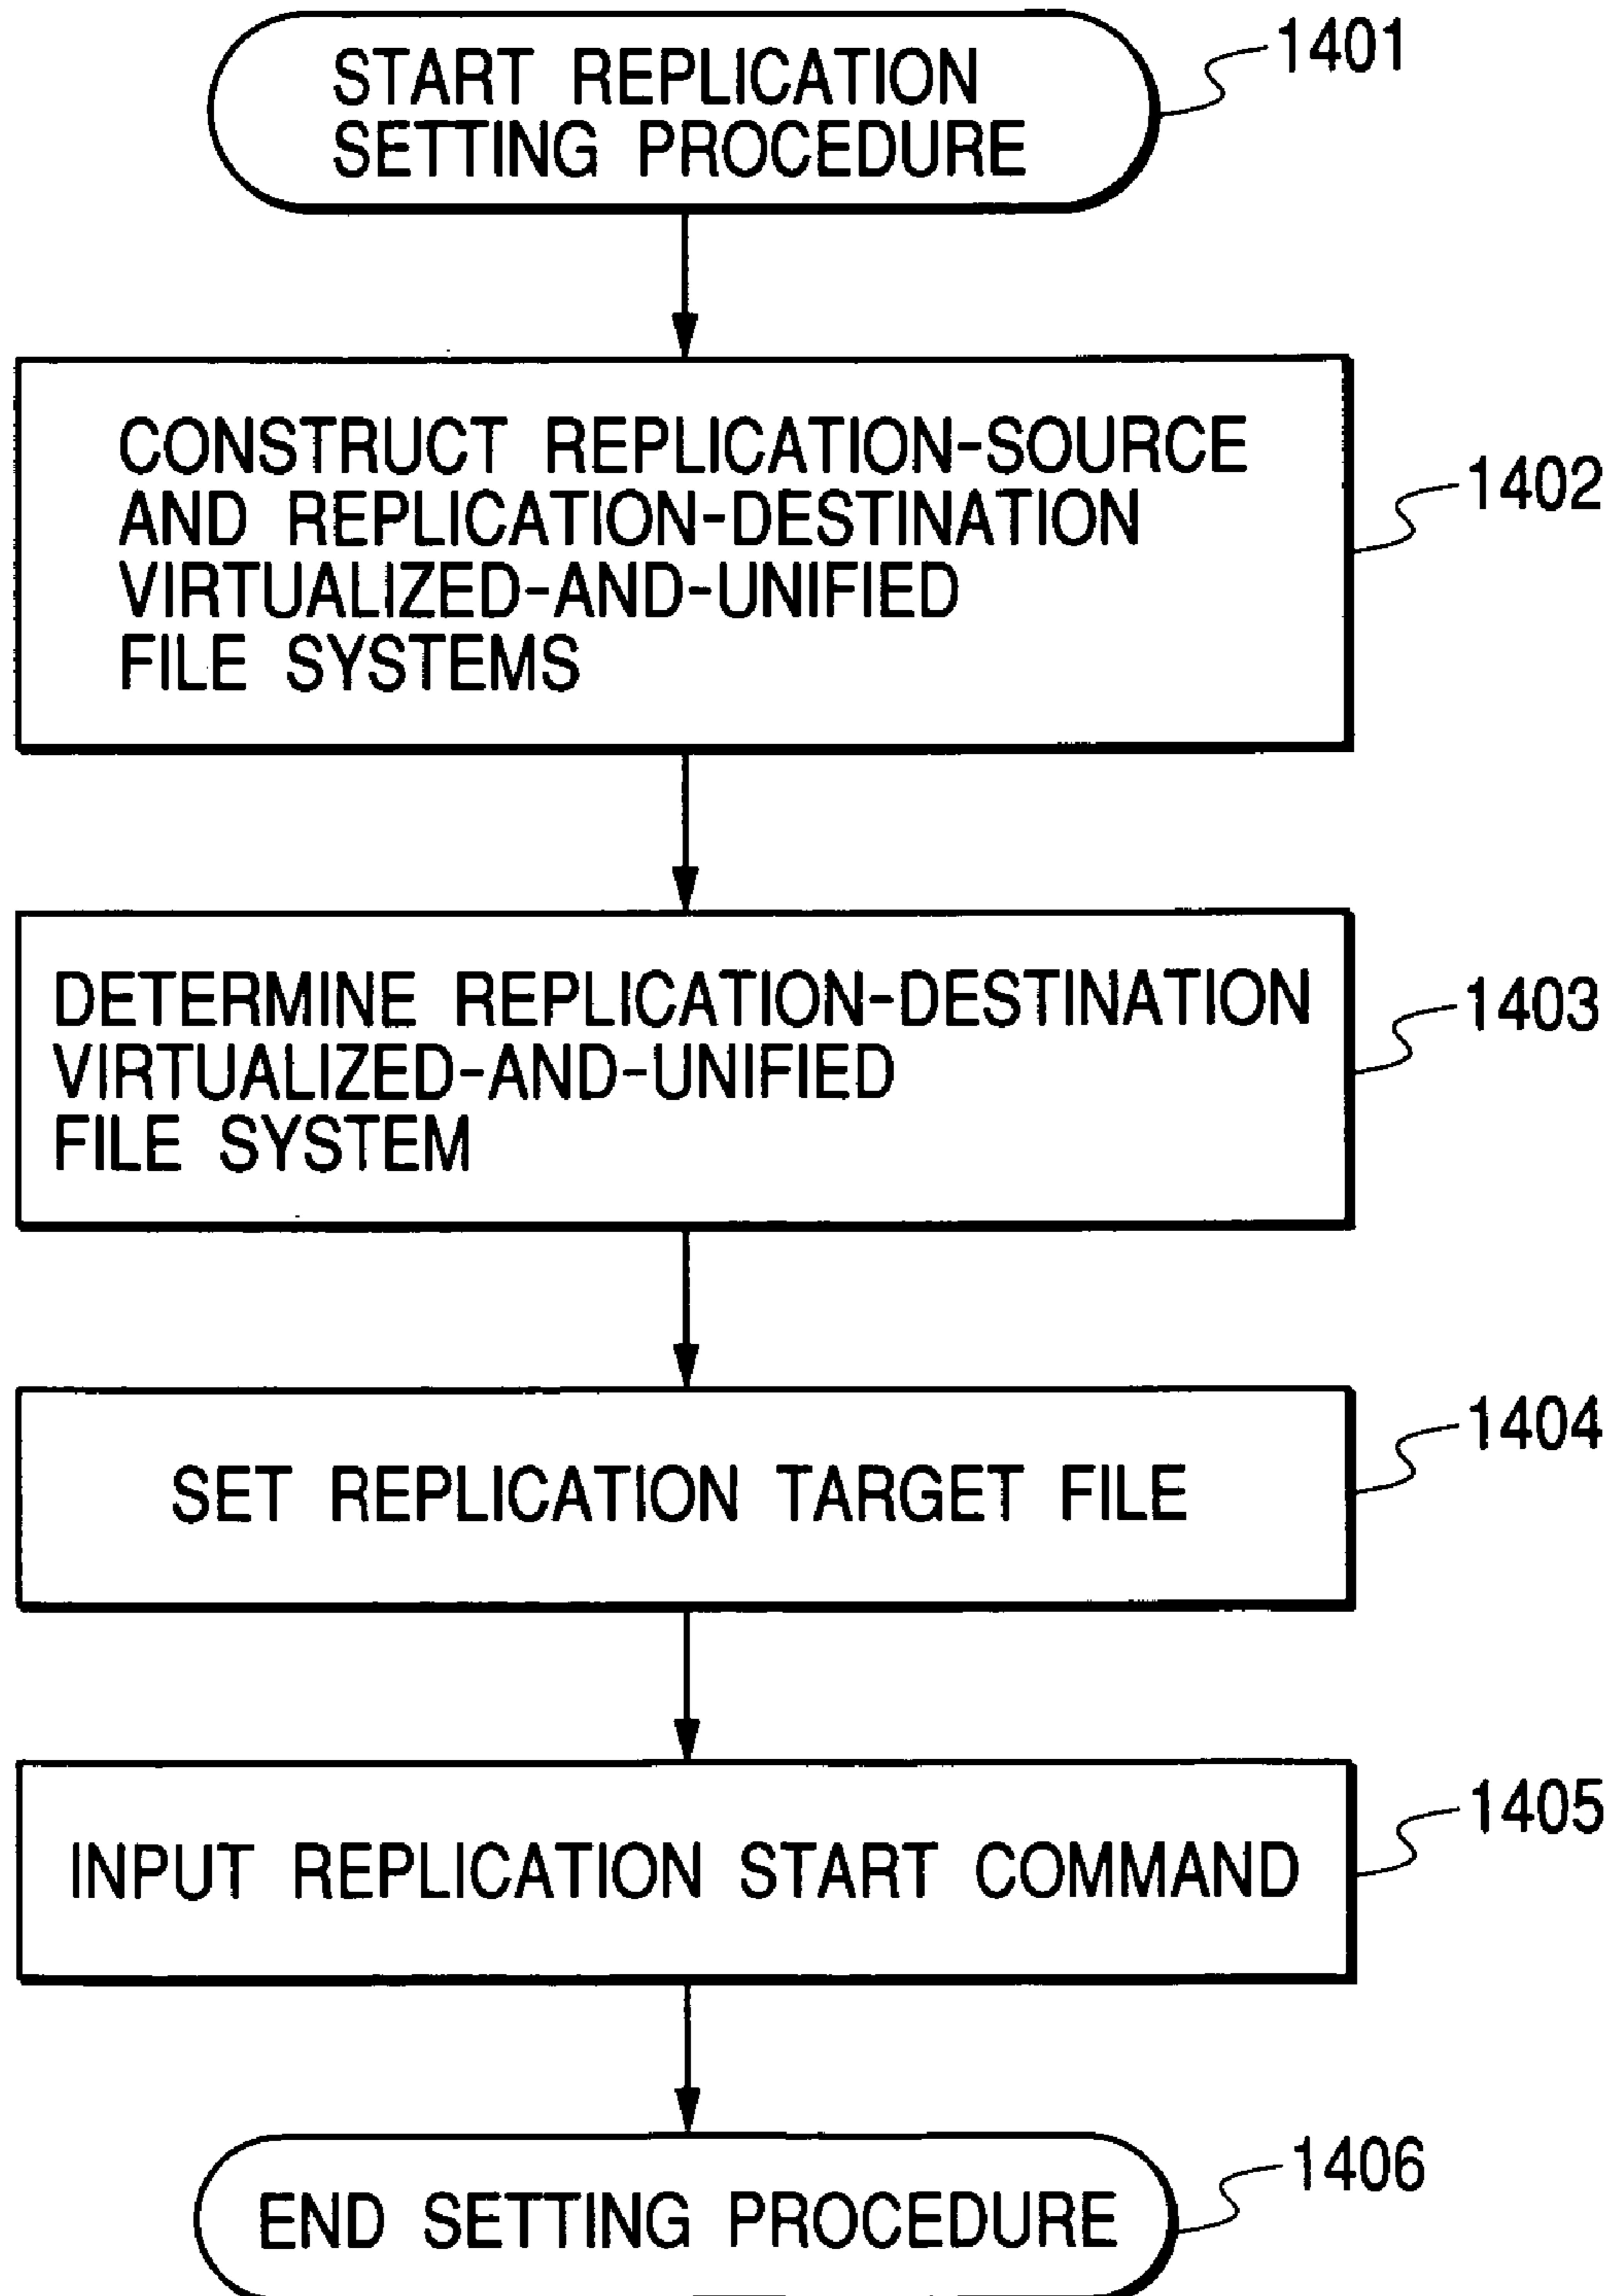 START REPLICATION
SETTING PROCEDURE
1401
CONSTRUCT REPLICATION-SOURCE
AND REPLICATION-DESTINATION
VIRTUALIZED-AND-UNIFIED
FILE SYSTEMS
1402
DETERMINE REPLICATION-DESTINATION
VIRTUALIZED-AND-UNIFIED
FILE SYSTEM
1403
SET REPLICATION TARGET FILE
1404
INPUT REPLICATION START COMMAND
1405
END SETTING PROCEDURE
1406